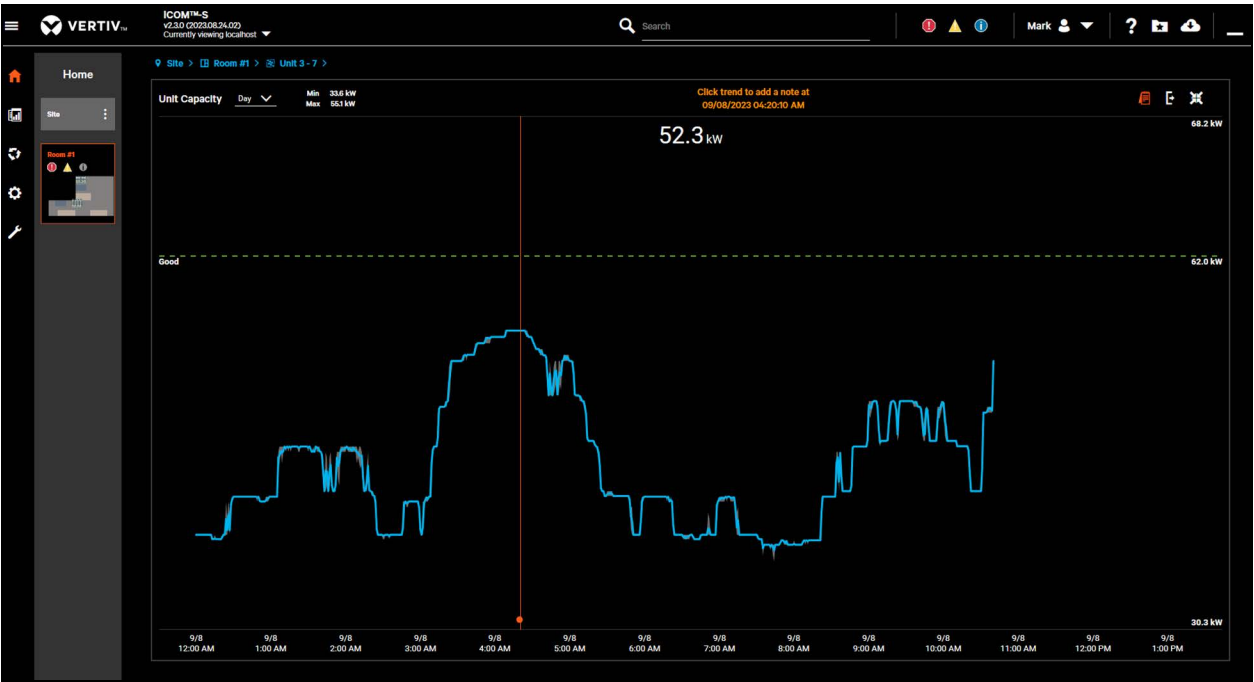 ICOM™-S
VERTIV™
v2.3.0 (2023.08.24.02)
Currently viewing localhost
Search
Mark
?
Home
Site > Room #1 > Unit 3 - 7 >
Site
Room #1
Unit Capacity Day
Min 33.6 kW
Max 55.1 kW
Click trend to add a note at
09/08/2023 04:20:10 AM
52.3 kW
68.2 kW
Good
62.0 kW
30.3 kW
9/8 9/8 9/8 9/8 9/8 9/8 9/8 9/8 9/8 9/8 9/8 9/8 9/8 9/8
12:00 AM 1:00 AM 2:00 AM 3:00 AM 4:00 AM 5:00 AM 6:00 AM 7:00 AM 8:00 AM 9:00 AM 10:00 AM 11:00 AM 12:00 PM 1:00 PM